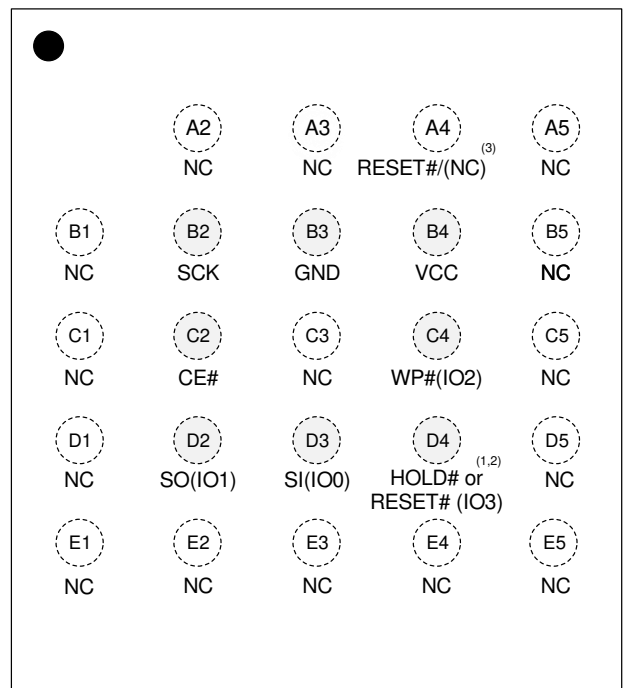 A2 A3 A4 A5
(3)
NC NC RESET#/(NC) NC
B1 B2 B3 B4 B5
NC SCK GND VCC NC
C1 C2 C3 C4 C5
NC CE# NC WP#(IO2) NC
D1 D2 D3 D4 D5
(1,2)
NC SO(IO1) SI(IO0) HOLD# or NC
RESET# (IO3)
E1 E2 E3 E4 E5
NC NC NC NC NC